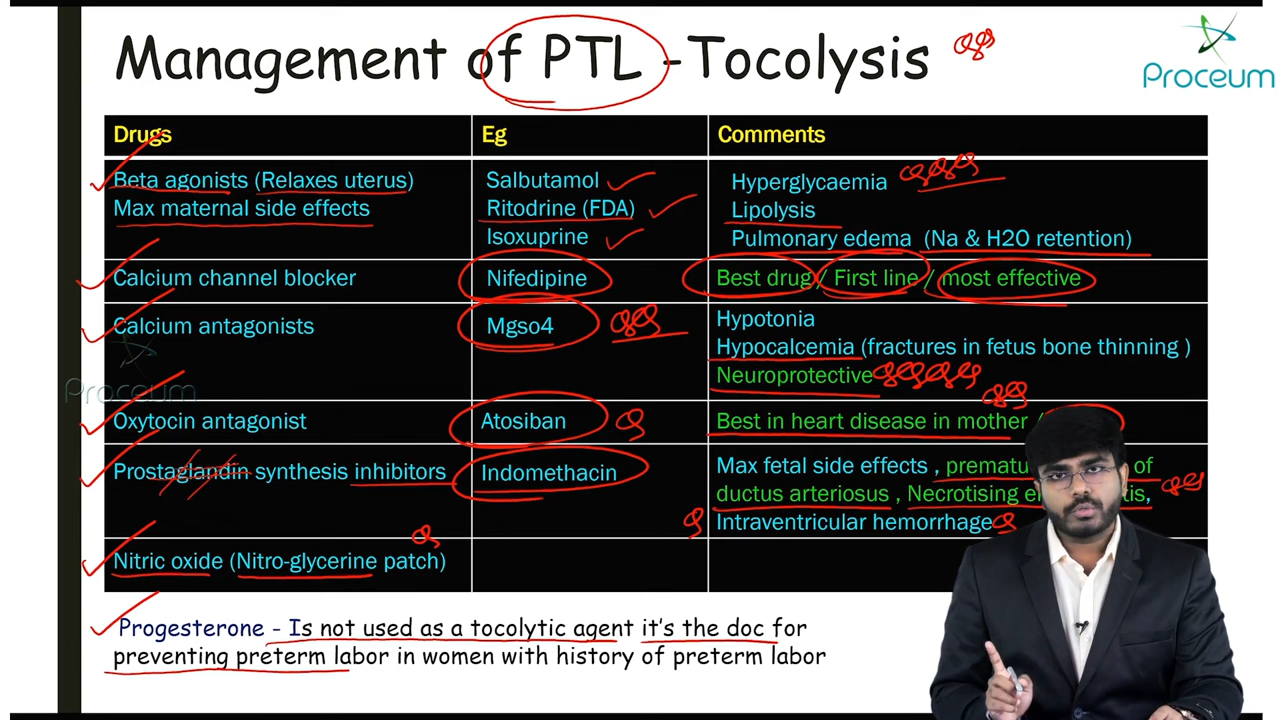 Management of PTL -Tocolysis
Proceum
Drugs
Eg
Comments
Beta agonists (Relaxes uterus)
Max maternal side effects
Salbutamol
Ritodrine (FDA)
Isoxuprine
Hyperglycaemia
Lipolysis
Pulmonary edema (Na & H2O retention)
Calcium channel blocker
Nifedipine
Best drug / First line / most effective
Calcium antagonists
Mgso4
Hypotonia
Hypocalcemia (fractures in fetus bone thinning )
Neuroprotective
Proceum
Oxytocin antagonist
Atosiban
Best in heart disease in mother /
Prostaglandin synthesis inhibitors
Indomethacin
Max fetal side effects , of
ductus arteriosus , Necrotising
Intraventricular hemorrhage
Nitric oxide (Nitro-glycerine patch)
Progesterone - Is not used as a tocolytic agent it's the doc for
preventing preterm labor in women with history of preterm labor